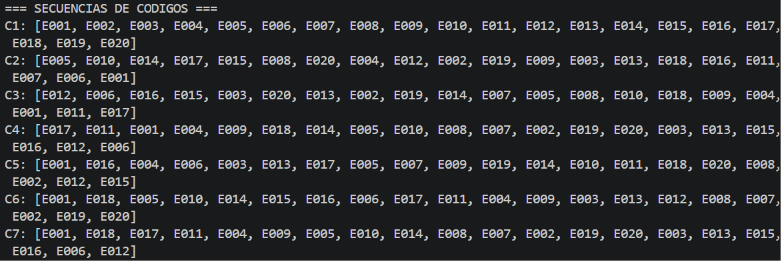 === SECUENCIAS DE CODIGOS ===
C1: [E001, E002, E003, E004, E005, E006, E007, E008, E009, E010, E011, E012, E013, E014, E015, E016, E017,
E018, E019, E020]
C2: [E005, E010, E014, E017, E015, E008, E020, E004, E012, E002, E019, E009, E003, E013, E018, E016, E011,
E007, E006, E001]
C3: [E012, E006, E016, E015, E003, E020, E013, E002, E019, E014, E007, E005, E008, E010, E018, E009, E004,
E001, E011, E017]
C4: [E017, E011, E001, E004, E009, E018, E014, E005, E010, E008, E007, E002, E019, E020, E003, E013, E015,
E016, E012, E006]
C5: [E001, E016, E004, E006, E003, E013, E017, E005, E007, E009, E019, E014, E010, E011, E018, E020, E008,
E002, E012, E015]
C6: [E001, E018, E005, E010, E014, E015, E016, E006, E017, E011, E004, E009, E003, E013, E012, E008, E007,
E002, E019, E020]
C7: [E001, E018, E017, E011, E004, E009, E005, E010, E014, E008, E007, E002, E019, E020, E003, E013, E015,
E016, E006, E012]